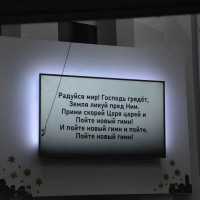 Радуйся мир! Господь грядёт,
Земля ликуй пред Ним.
Прими скорей Царя царей и
Пойте новый гимн!
И пойте новый гимн и пойте,
Пойте новый гимн!